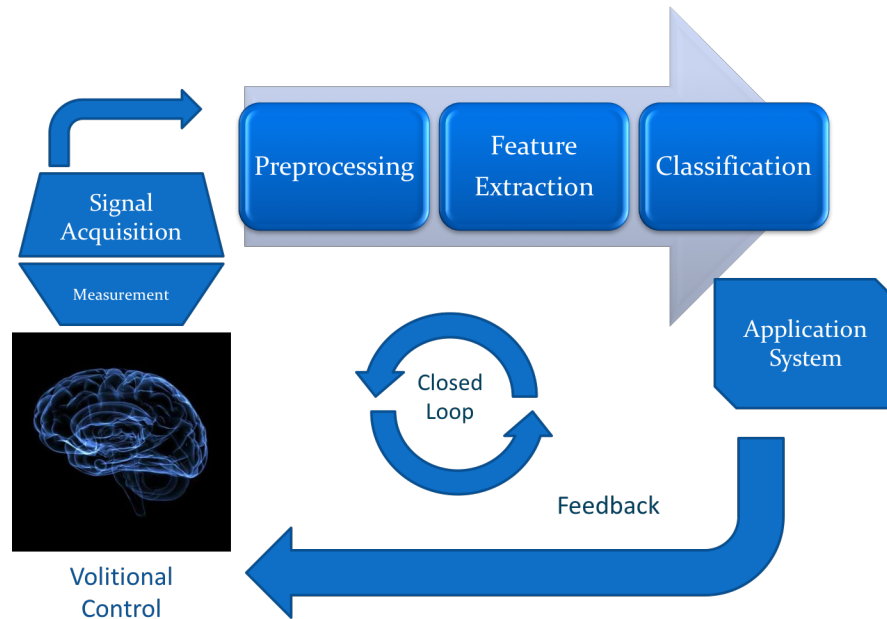 Preprocessing
Feature
Extraction
Classification
Signal
Acquisition
Measurement
Application
System
Closed
Loop
Feedback
Volitional
Control